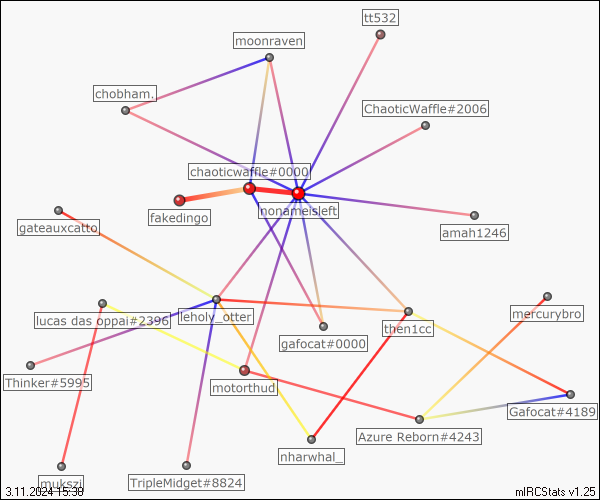 tt532
moonraven
chobham.
ChaoticWaffle#2006
chaoticwaffle#0000
fakedingo
nonameisleft
gateauxcatto
amah1246
leholy_otter
mercurybro
lucas das oppai#2396
then1cc
gafocat#0000
Thinker#5995
motorthud
Gafocat#4189
Azure Reborn#4243
nharwhal_
mukszi
TripleMidget#8824
3.11.2024 15:38
mIRCStats v1.25